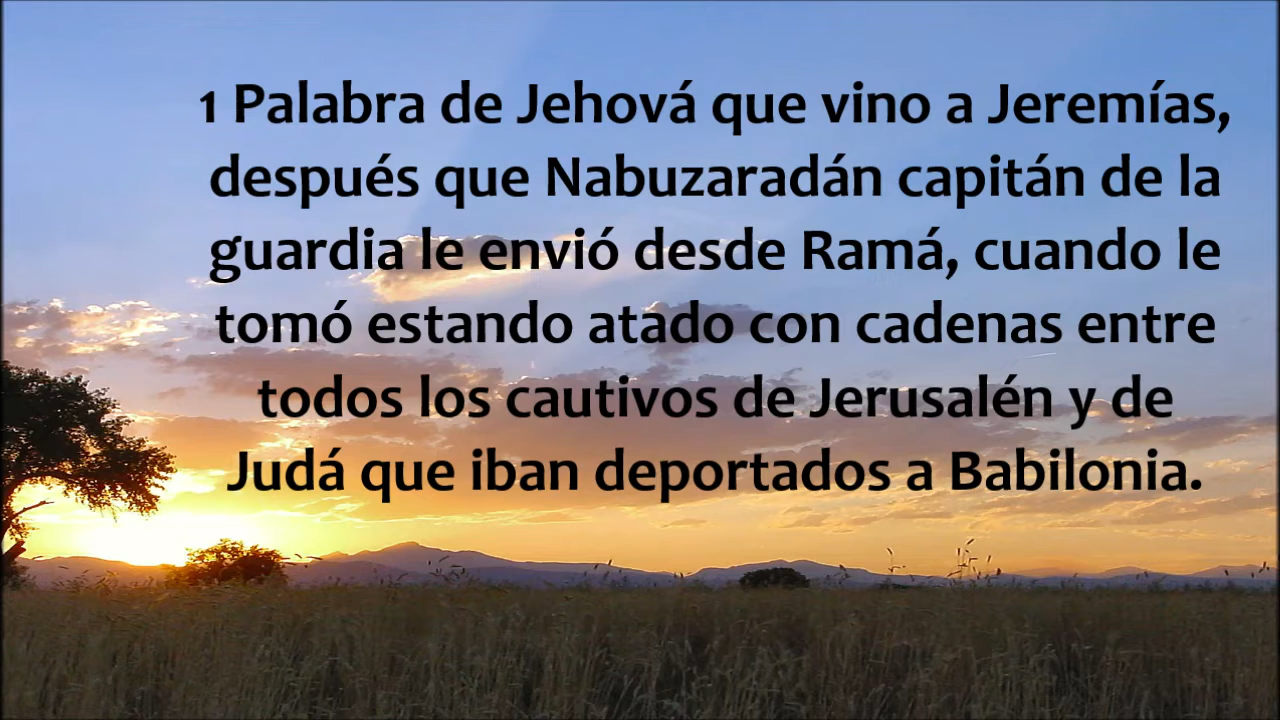 1 Palabra de Jehová que vino a Jeremías,
después que Nabuzaradán capitán de la
guardia le envió desde Ramá, cuando le
tomó estando atado con cadenas entre
todos los cautivos de Jerusalén y de
Judá que iban deportados a Babilonia.